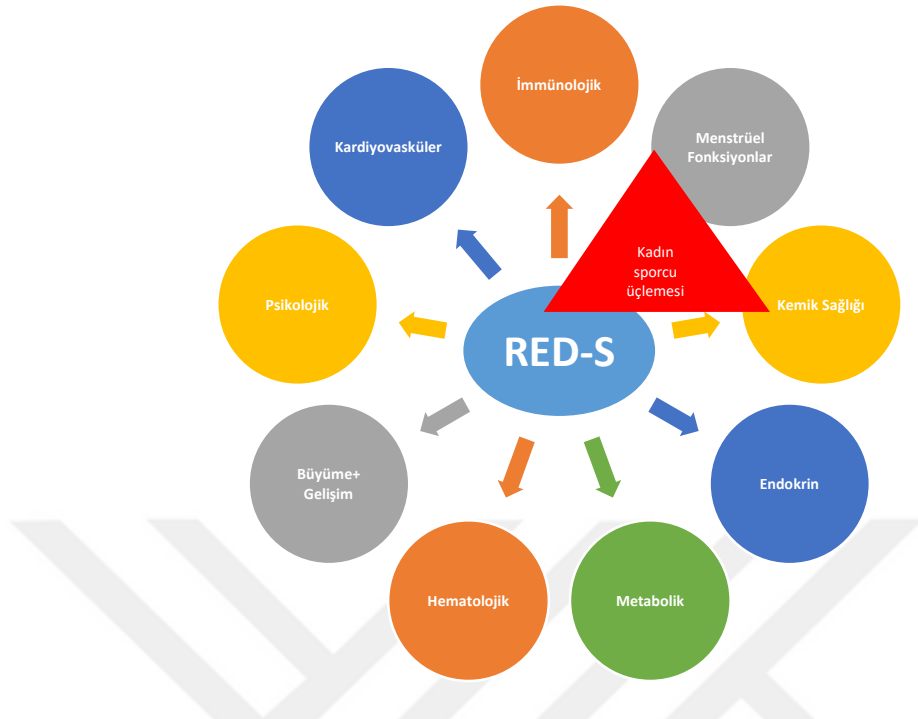 İmmünolojik
Menstrüel
Fonksiyonlar
Kardiyovasküler
Kadın
sporcu
üçlemesi
Psikolojik
Kemik Sağlığı
RED-S
Büyüme+
Gelişim
Endokrin
Hematolojik
Metabolik